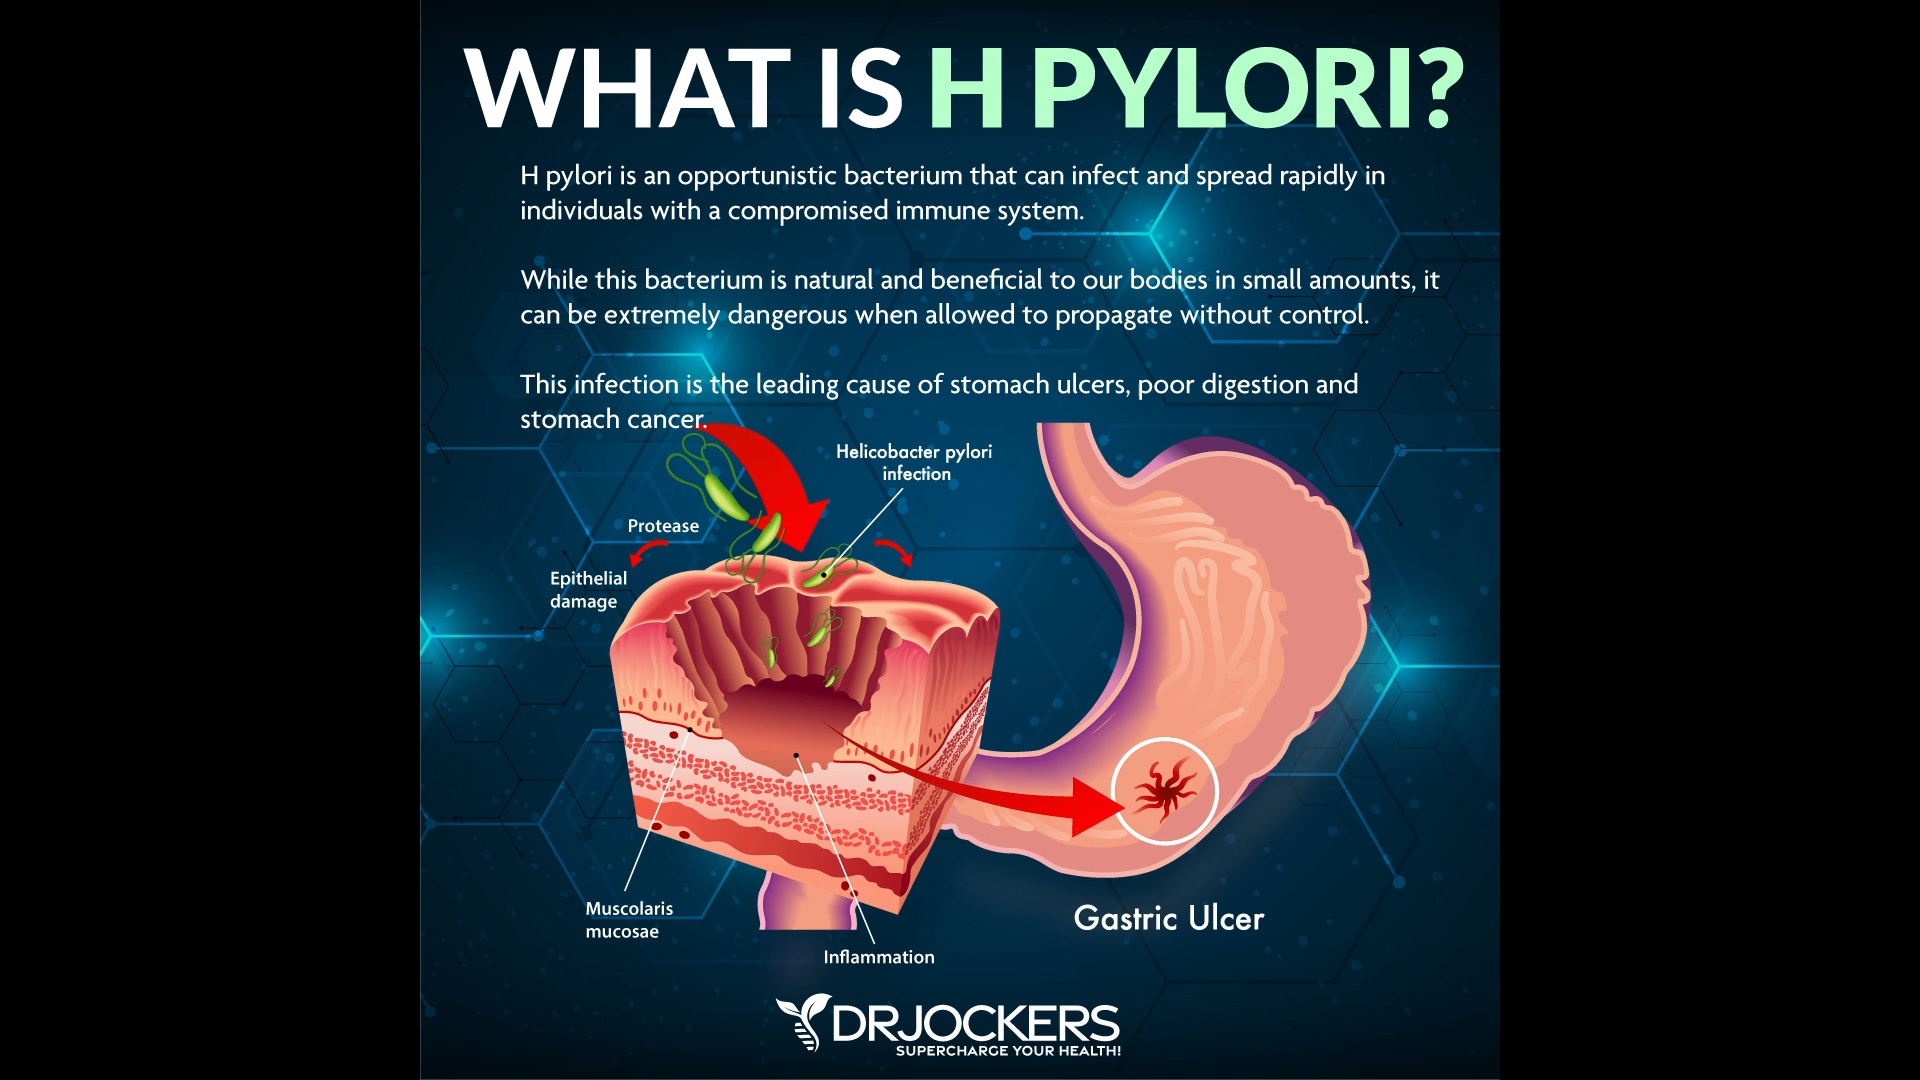 WHAT IS H PYLORI?
H pylori is an opportunistic bacterium that can infect and spread rapidly in
individuals with a compromised immune system.
While this bacterium is natural and beneficial to our bodies in small amounts, it
can be extremely dangerous when allowed to propagate without control.
This infection is the leading cause of stomach ulcers, poor digestion and
stomach cancer.
Helicobacter pylori
infection
Protease
Epithelial
damage
Muscolaris
mucosae
Inflammation
Gastric Ulcer
DRJOCKERS
SUPERCHARGE YOUR HEALTH!